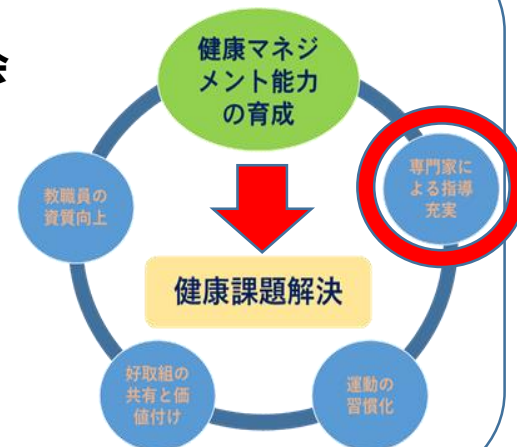 健康マネジ
メント能力
の育成
専門家に
よる指導
充実
教職員の
資質向上
健康課題解決
好取組の
共有と価
値付け
運動の
習慣化